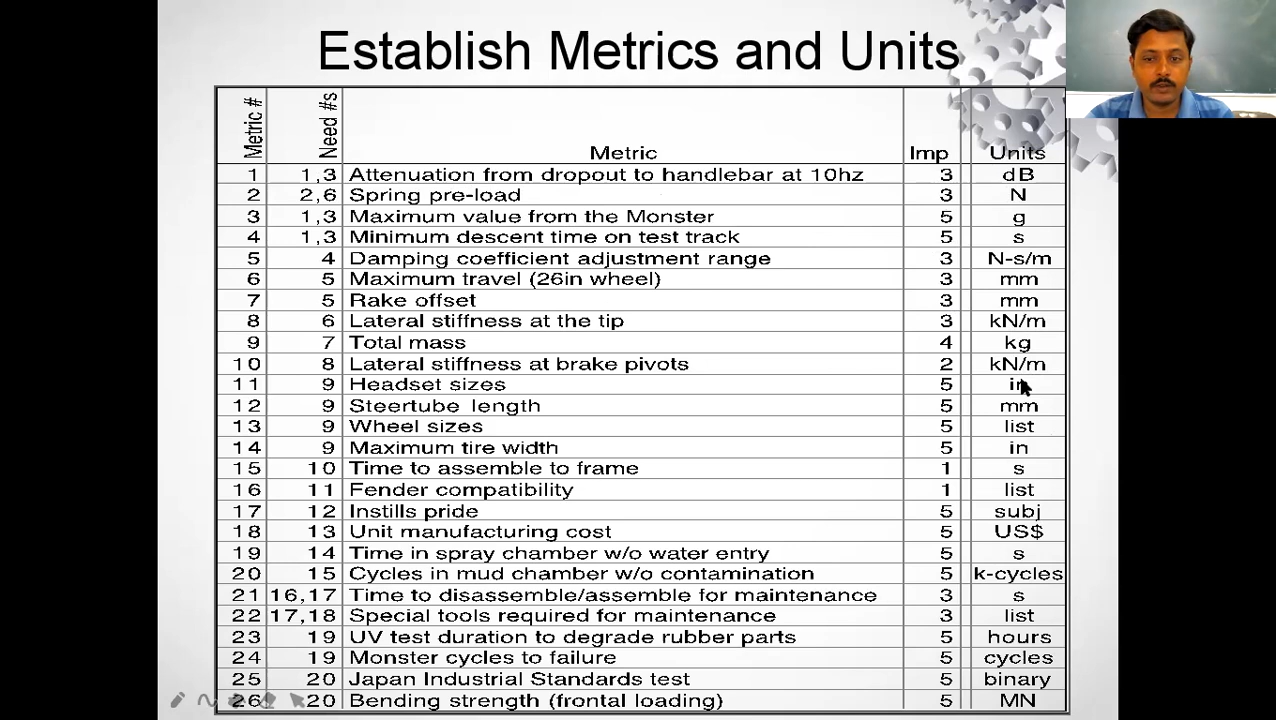 Establish Metrics and Units
Metric # Need #s Metric Imp Units
1 1,3 Attenuation from dropout to handlebar at 10hz 3 dB
2 2,6 Spring pre-load 3 N
3 1,3 Maximum value from the Monster 5 g
4 1,3 Minimum descent time on test track 5 s
5 4 Damping coefficient adjustment range 3 N-s/m
6 5 Maximum travel (26in wheel) 3 mm
7 5 Rake offset 3 mm
8 6 Lateral stiffness at the tip 3 kN/m
9 7 Total mass 4 kg
10 8 Lateral stiffness at brake pivots 2 kN/m
11 9 Headset sizes 5 in
12 9 Steertube length 5 mm
13 9 Wheel sizes 5 list
14 9 Maximum tire width 5 in
15 10 Time to assemble to frame 1 s
16 11 Fender compatibility 1 list
17 12 Instills pride 5 subj
18 13 Unit manufacturing cost 5 US$
19 14 Time in spray chamber w/o water entry 5 s
20 15 Cycles in mud chamber w/o contamination 5 k-cycles
21 16,17 Time to disassemble/assemble for maintenance 3 s
22 17,18 Special tools required for maintenance 3 list
23 19 UV test duration to degrade rubber parts 5 hours
24 19 Monster cycles to failure 5 cycles
25 20 Japan Industrial Standards test 5 binary
26 20 Bending strength (frontal loading) 5 MN